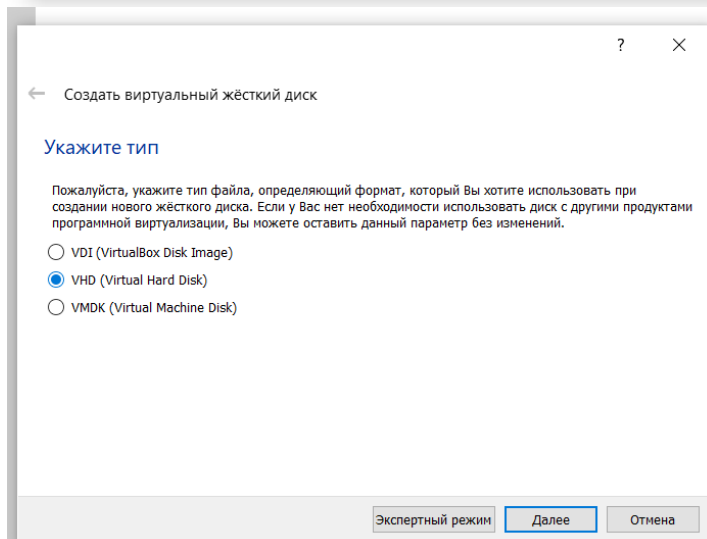 ?
Создать виртуальный жёсткий диск
Укажите тип
Пожалуйста, укажите тип файла, определяющий формат, который Вы хотите использовать при
создании нового жёсткого диска. Если у Вас нет необходимости использовать диск с другими продуктами
программной виртуализации, Вы можете оставить данный параметр без изменений.
VDI (VirtualBox Disk Image)
VHD (Virtual Hard Disk)
VMDK (Virtual Machine Disk)
Экспертный режим Далее Отмена